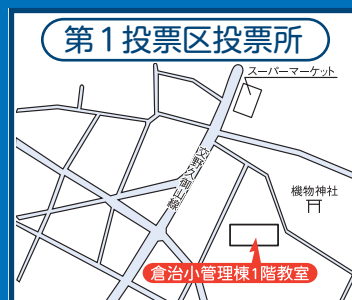 第1投票区投票所
スーパーマーケット
交野久御山線
機物神社
倉治小管理棟1階教室